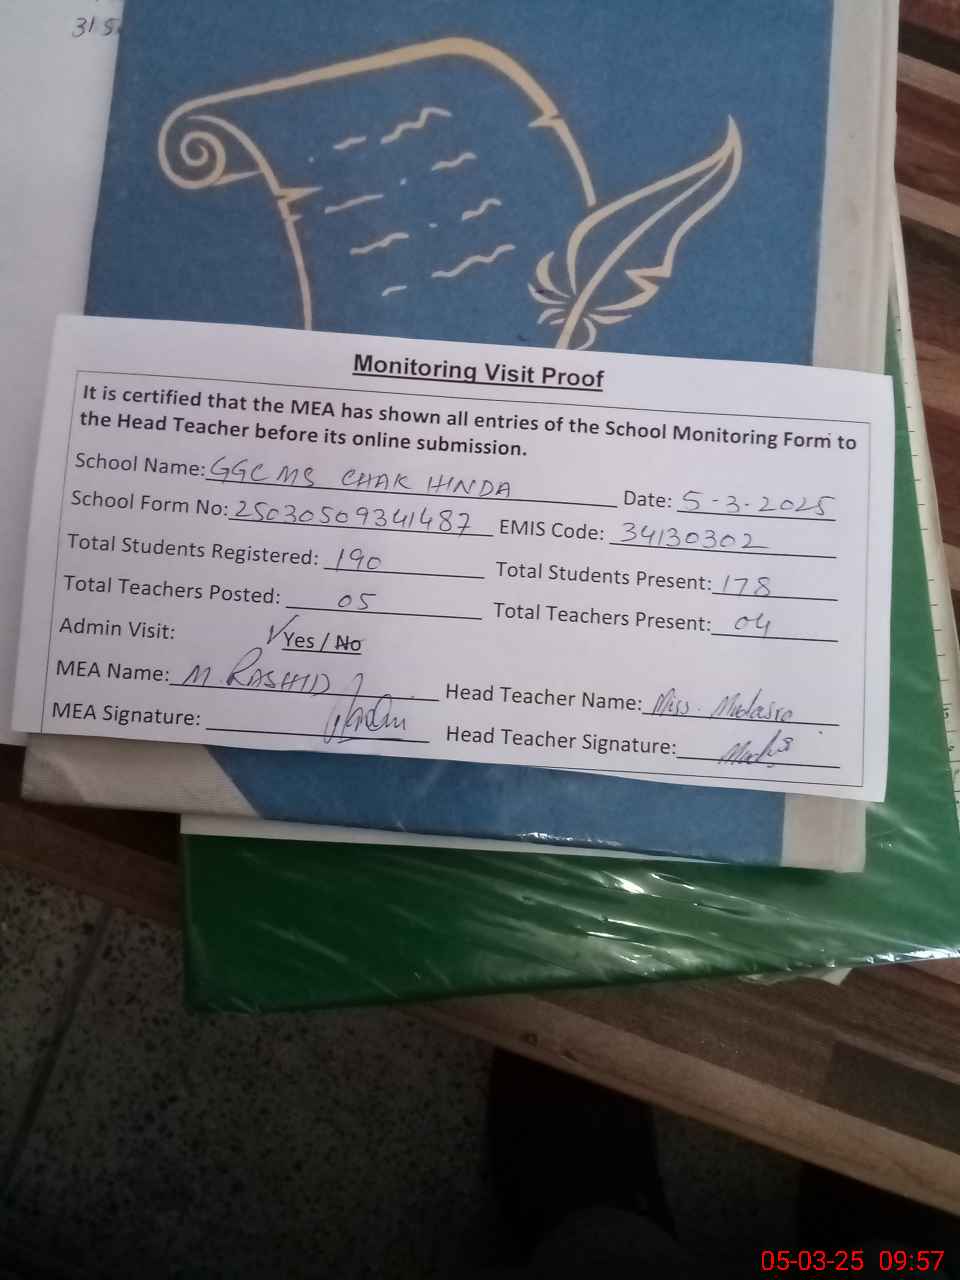 31 S
Monitoring Visit Proof
It is certified that the MEA has shown all entries of the School Monitoring Form to
the Head Teacher before its online submission.
School Name: GGCMS CHAK HINDA Date: 5-3-2025
School Form No: 25030509341487 EMIS Code: 34130302
Total Students Registered: 190 Total Students Present: 178
Total Teachers Posted: 05 Total Teachers Present: 04
Admin Visit: ✓Yes / No
MEA Name: M. RASHID Head Teacher Name: Miss.
MEA Signature: Head Teacher Signature:
05-03-25 09:57